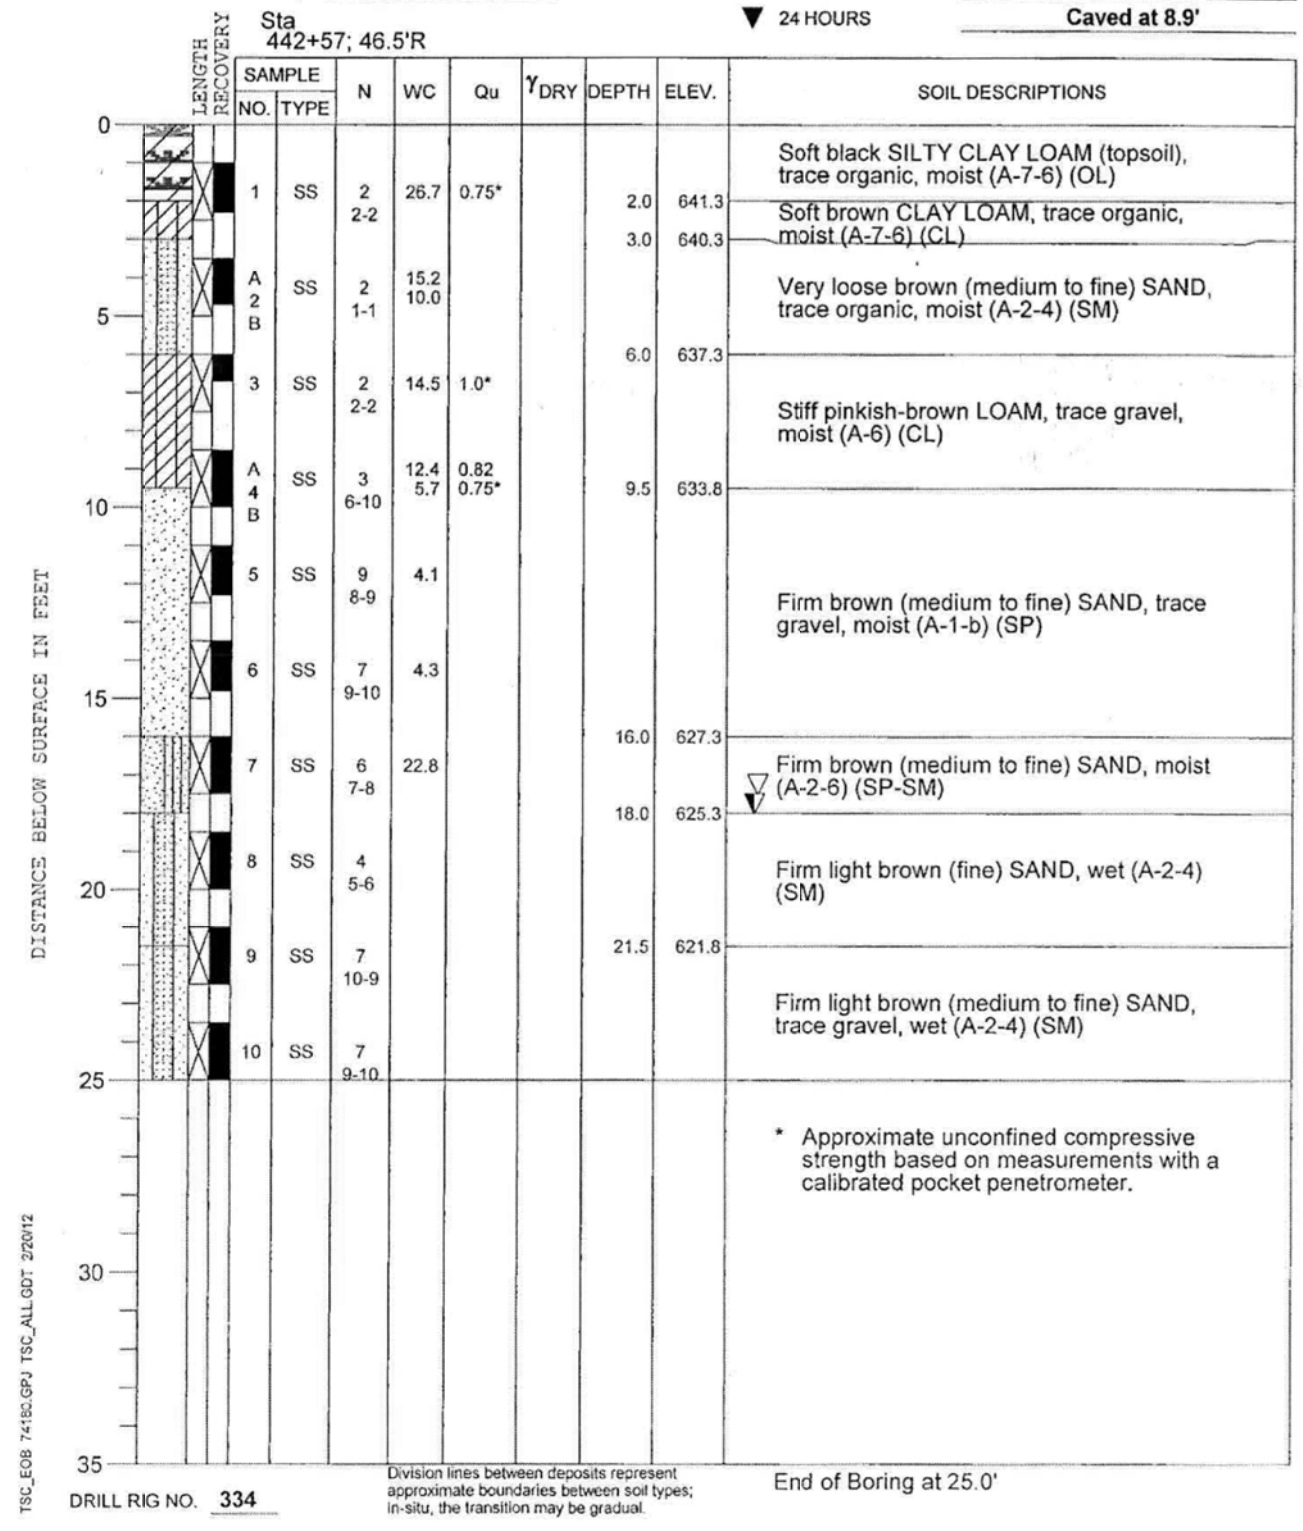 Sta
442+57; 46.5'R
▼ 24 HOURS
Caved at 8.9'
LENGTH
RECOVERY
SAMPLE
NO. TYPE
N
WC
Qu
γDRY
DEPTH
ELEV.
SOIL DESCRIPTIONS
0
Soft black SILTY CLAY LOAM (topsoil),
trace organic, moist (A-7-6) (OL)
1 SS 2 26.7 0.75*
2-2
2.0 641.3
Soft brown CLAY LOAM, trace organic,
moist (A-7-6) (CL)
3.0 640.3
A
2
B
SS
2
1-1
15.2
10.0
Very loose brown (medium to fine) SAND,
trace organic, moist (A-2-4) (SM)
5
6.0 637.3
3 SS 2 14.5 1.0*
2-2
Stiff pinkish-brown LOAM, trace gravel,
moist (A-6) (CL)
A
4
B
SS
3
6-10
12.4 0.82
5.7 0.75*
9.5 633.8
10
5 SS 9 4.1
8-9
Firm brown (medium to fine) SAND, trace
gravel, moist (A-1-b) (SP)
6 SS 7 4.3
9-10
15
16.0 627.3
7 SS 6 22.8
7-8
Firm brown (medium to fine) SAND, moist
(A-2-6) (SP-SM)
18.0 625.3
8 SS 4
5-6
Firm light brown (fine) SAND, wet (A-2-4)
(SM)
20
21.5 621.8
9 SS 7
10-9
Firm light brown (medium to fine) SAND,
trace gravel, wet (A-2-4) (SM)
10 SS 7
9-10
25
* Approximate unconfined compressive
strength based on measurements with a
calibrated pocket penetrometer.
30
35
DISTANCE BELOW SURFACE IN FEET
TSC_EOB 74180.GPJ TSC_ALL.GDT 2/20/12
DRILL RIG NO. 334
Division lines between deposits represent
approximate boundaries between soil types;
in-situ, the transition may be gradual.
End of Boring at 25.0'